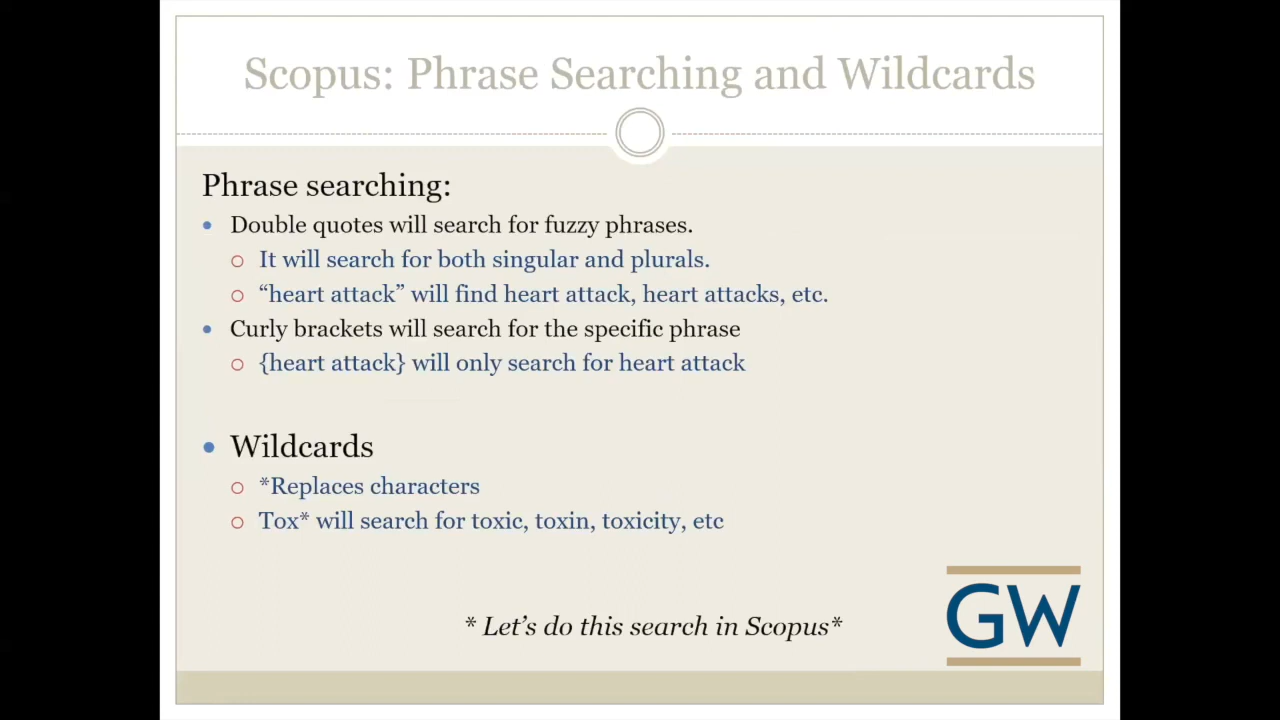 Scopus: Phrase Searching and Wildcards
Phrase searching:
Double quotes will search for fuzzy phrases.
It will search for both singular and plurals.
“heart attack” will find heart attack, heart attacks, etc.
Curly brackets will search for the specific phrase
{heart attack} will only search for heart attack
Wildcards
*Replaces characters
Tox* will search for toxic, toxin, toxicity, etc
* Let’s do this search in Scopus*
GW